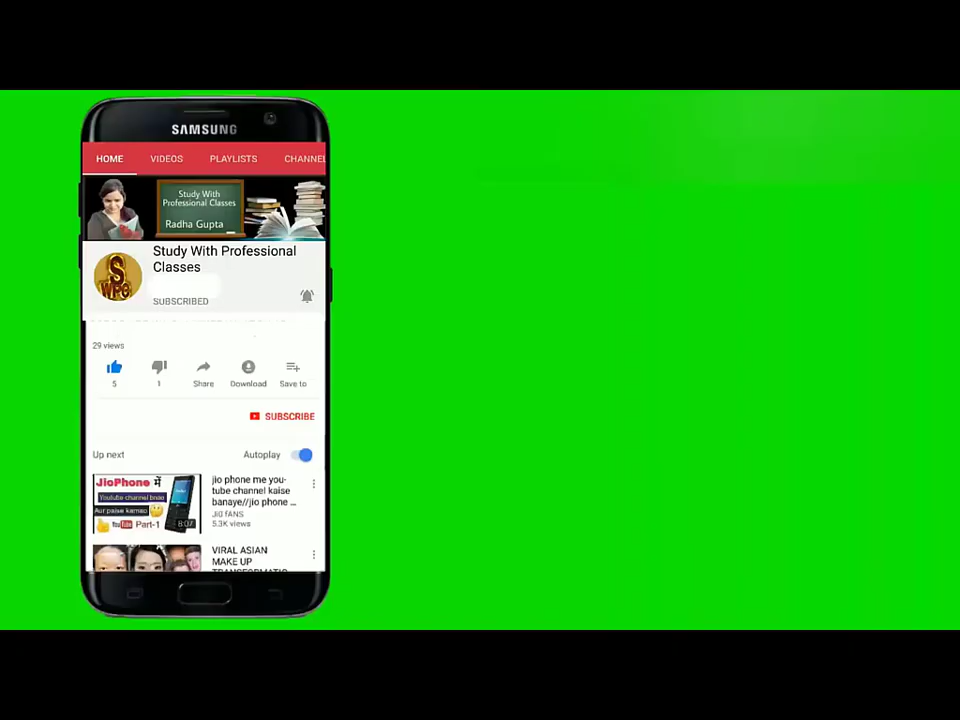 SAMSUNG
HOME VIDEOS PLAYLISTS CHANNEL
Study With
Professional Classes
Radha Gupta
Study With Professional
Classes
S
WPC
SUBSCRIBED
29 views
5 1 Share Download Save to
SUBSCRIBE
Up next Autoplay
JioPhone में
Youtube channel bnao
Aur paise kamao
YouTube Part-1
8:07
jio phone me you-
tube channel kaise
banaye//jio phone ...
Jio FANS
5.3K views
VIRAL ASIAN
MAKE UP
TRANSFORMATIO